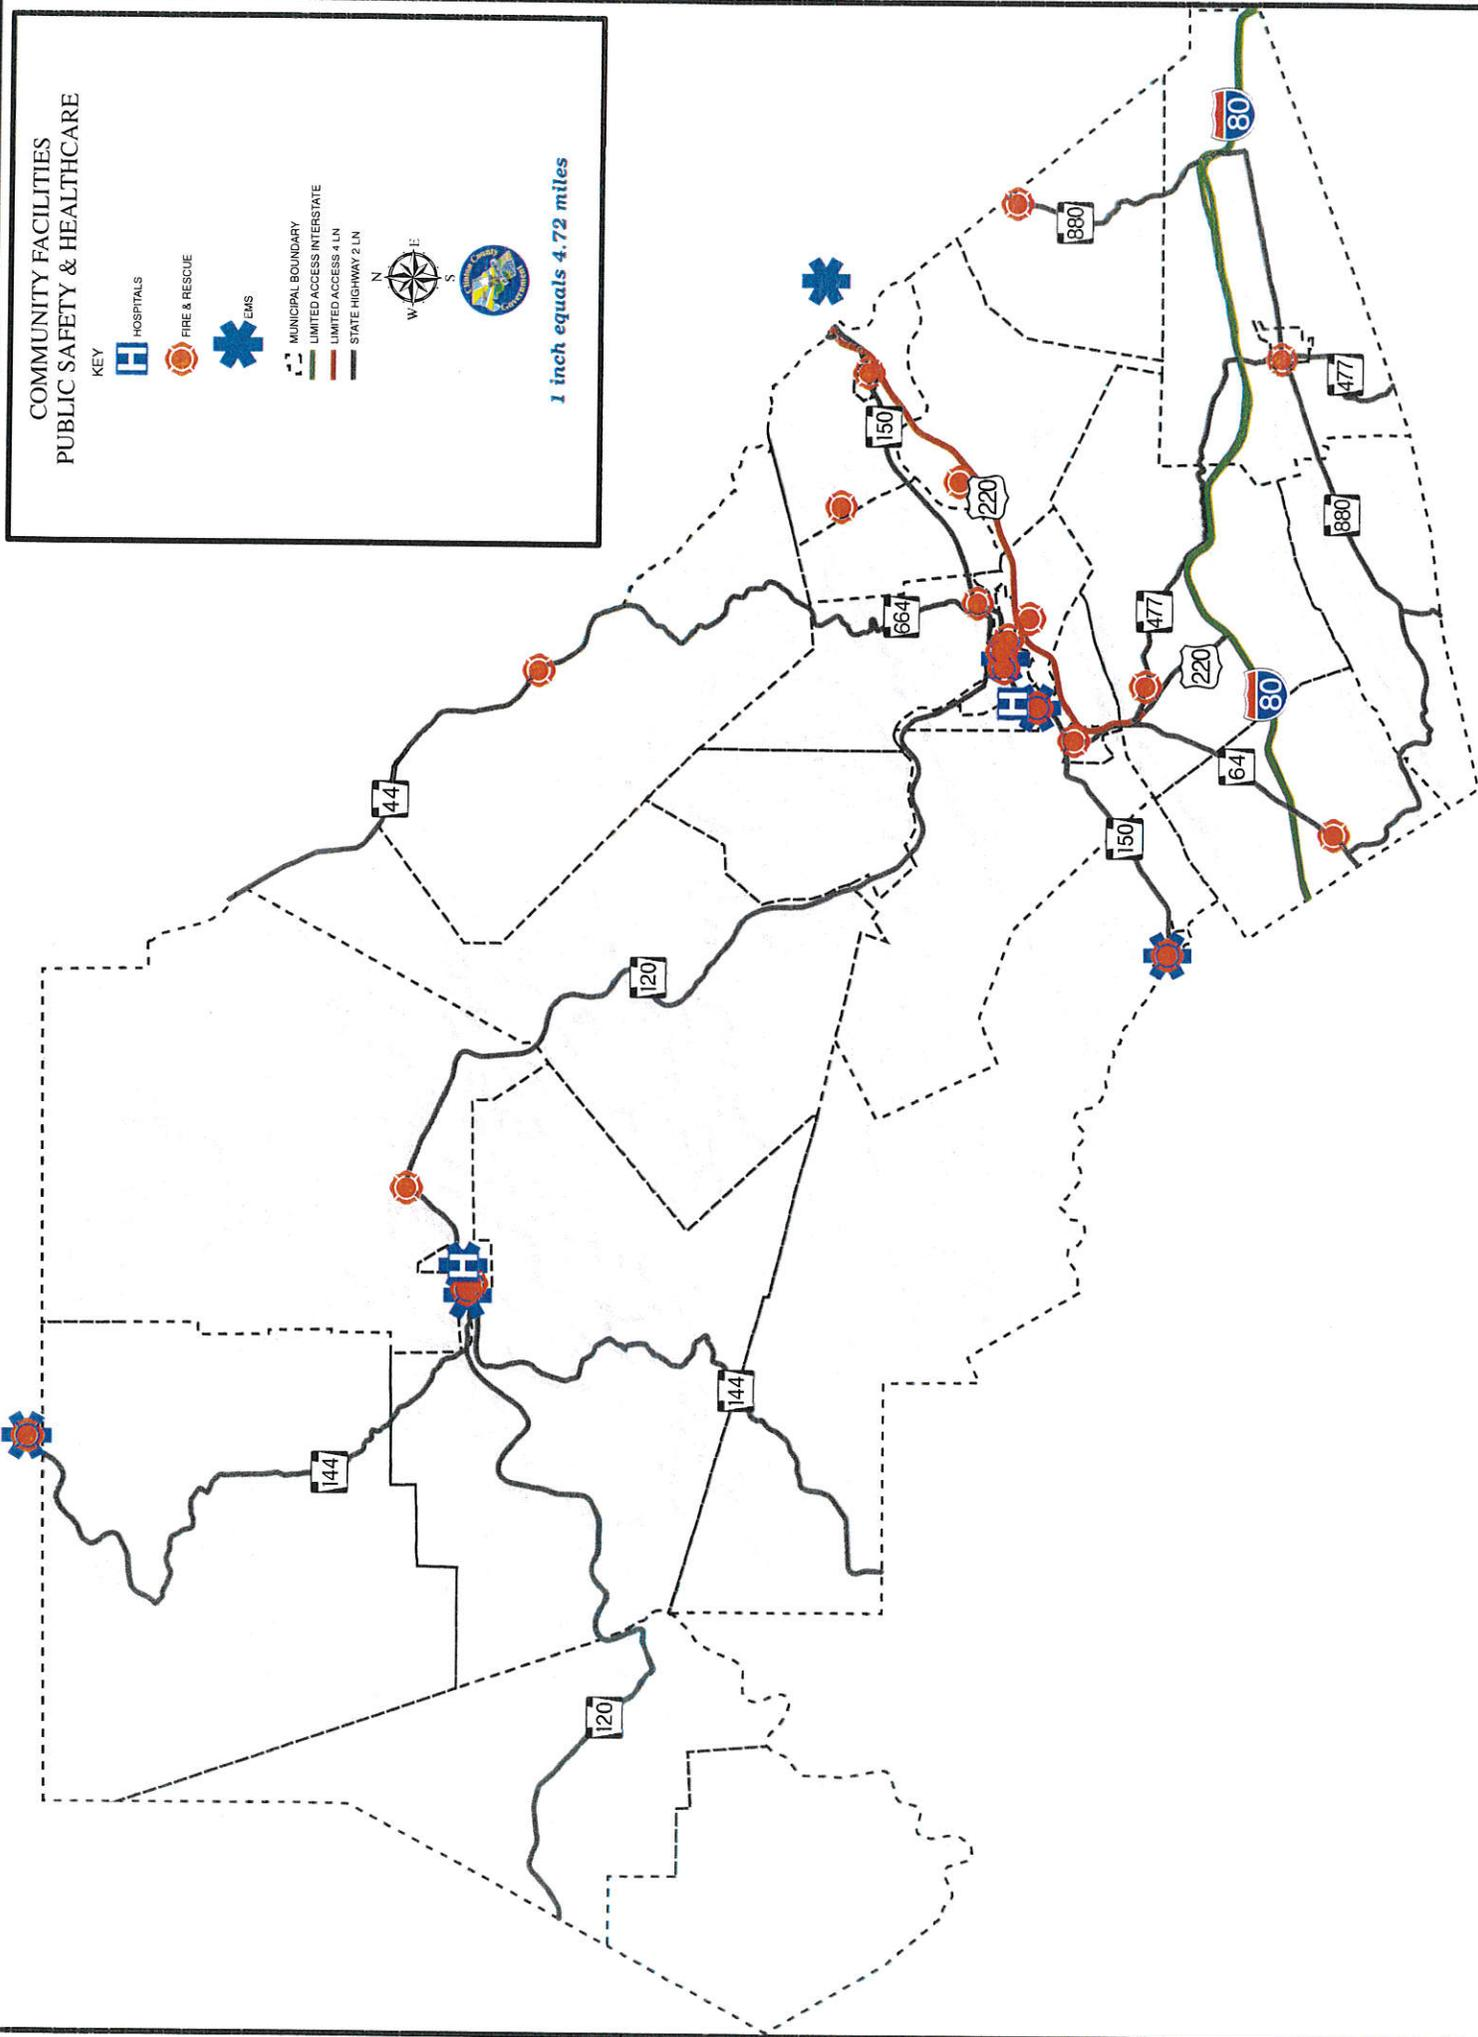 COMMUNITY FACILITIES
PUBLIC SAFETY & HEALTHCARE
KEY
H HOSPITALS
FIRE & RESCUE
EMS
MUNICIPAL BOUNDARY
LIMITED ACCESS INTERSTATE
LIMITED ACCESS 4 LN
STATE HIGHWAY 2 LN
N
W E
S
Clinton County
Government
1 inch equals 4.72 miles
144
44
H
120
120
144
150
664
220
H
880
150
477
220
80
64
80
880
477